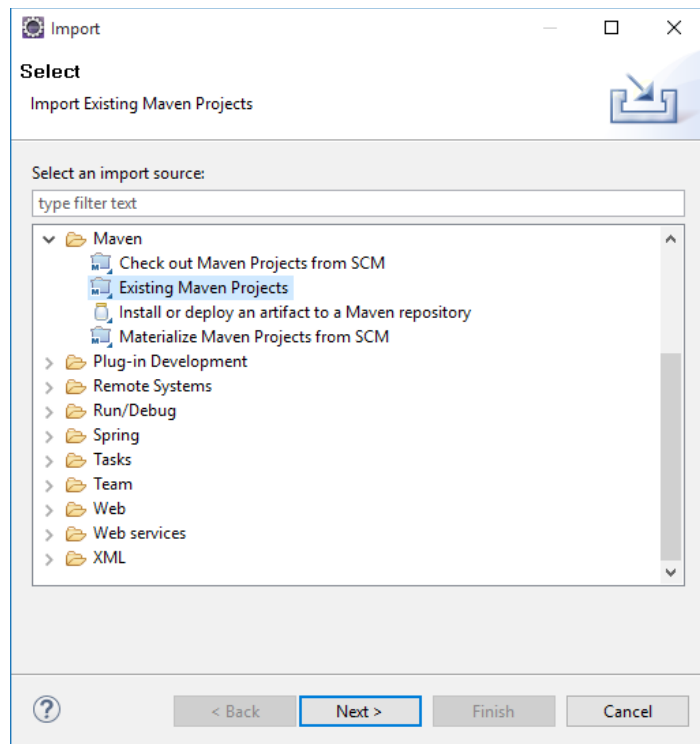 Import
Select
Import Existing Maven Projects
Select an import source:
type filter text
Maven
Check out Maven Projects from SCM
Existing Maven Projects
Install or deploy an artifact to a Maven repository
Materialize Maven Projects from SCM
Plug-in Development
Remote Systems
Run/Debug
Spring
Tasks
Team
Web
Web services
XML
? < Back Next > Finish Cancel